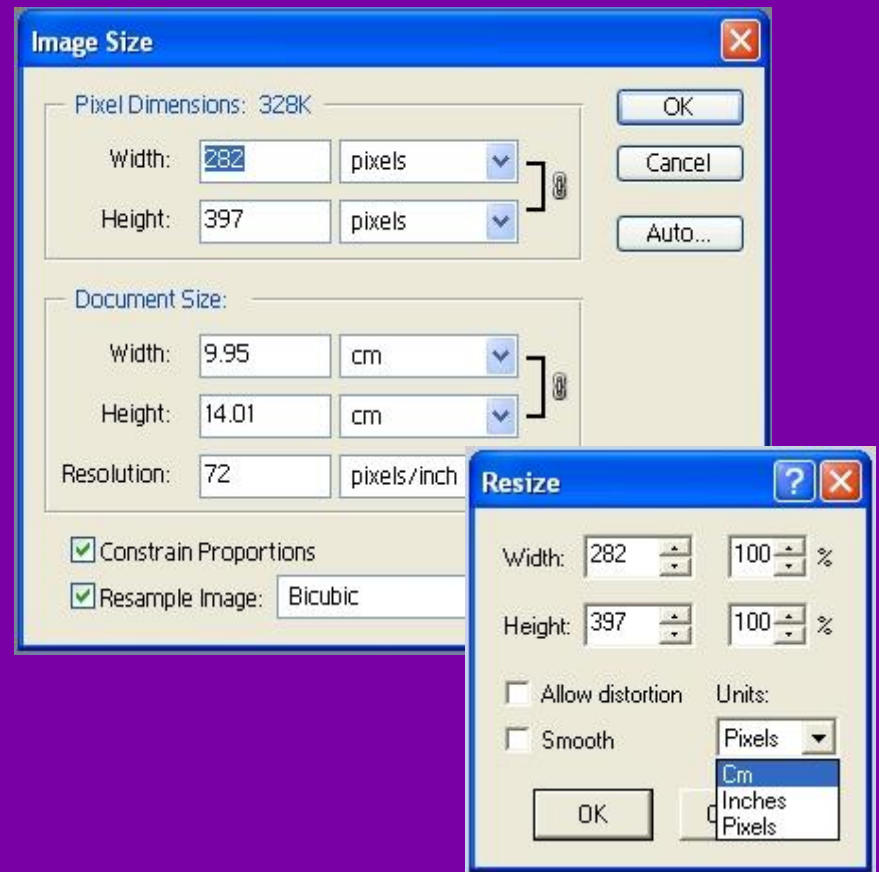 Image Size
Pixel Dimensions: 328K
Width: 282 pixels
Height: 397 pixels
OK
Cancel
Auto...
Document Size:
Width: 9.95 cm
Height: 14.01 cm
Resolution: 72 pixels/inch
Constrain Proportions
Resample Image: Bicubic
Resize
Width: 282 100 %
Height: 397 100 %
Allow distortion Units:
Smooth Pixels
Cm
Inches
Pixels
OK